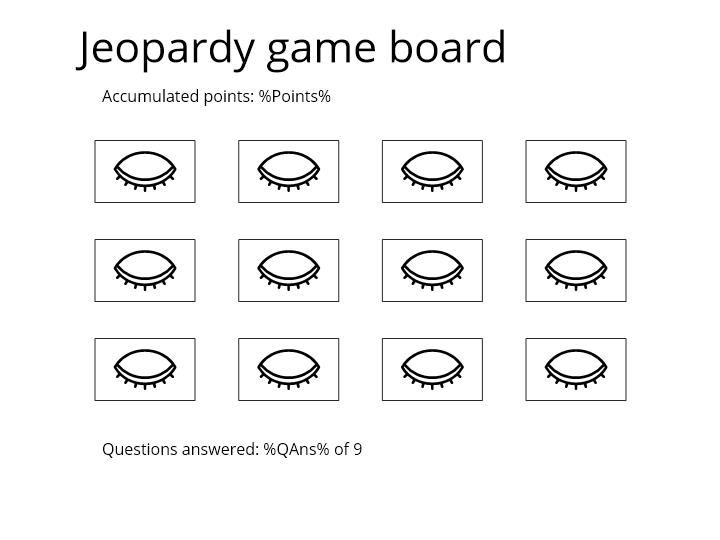 Jeopardy game board
Accumulated points: %Points%
Questions answered: %QAns% of 9